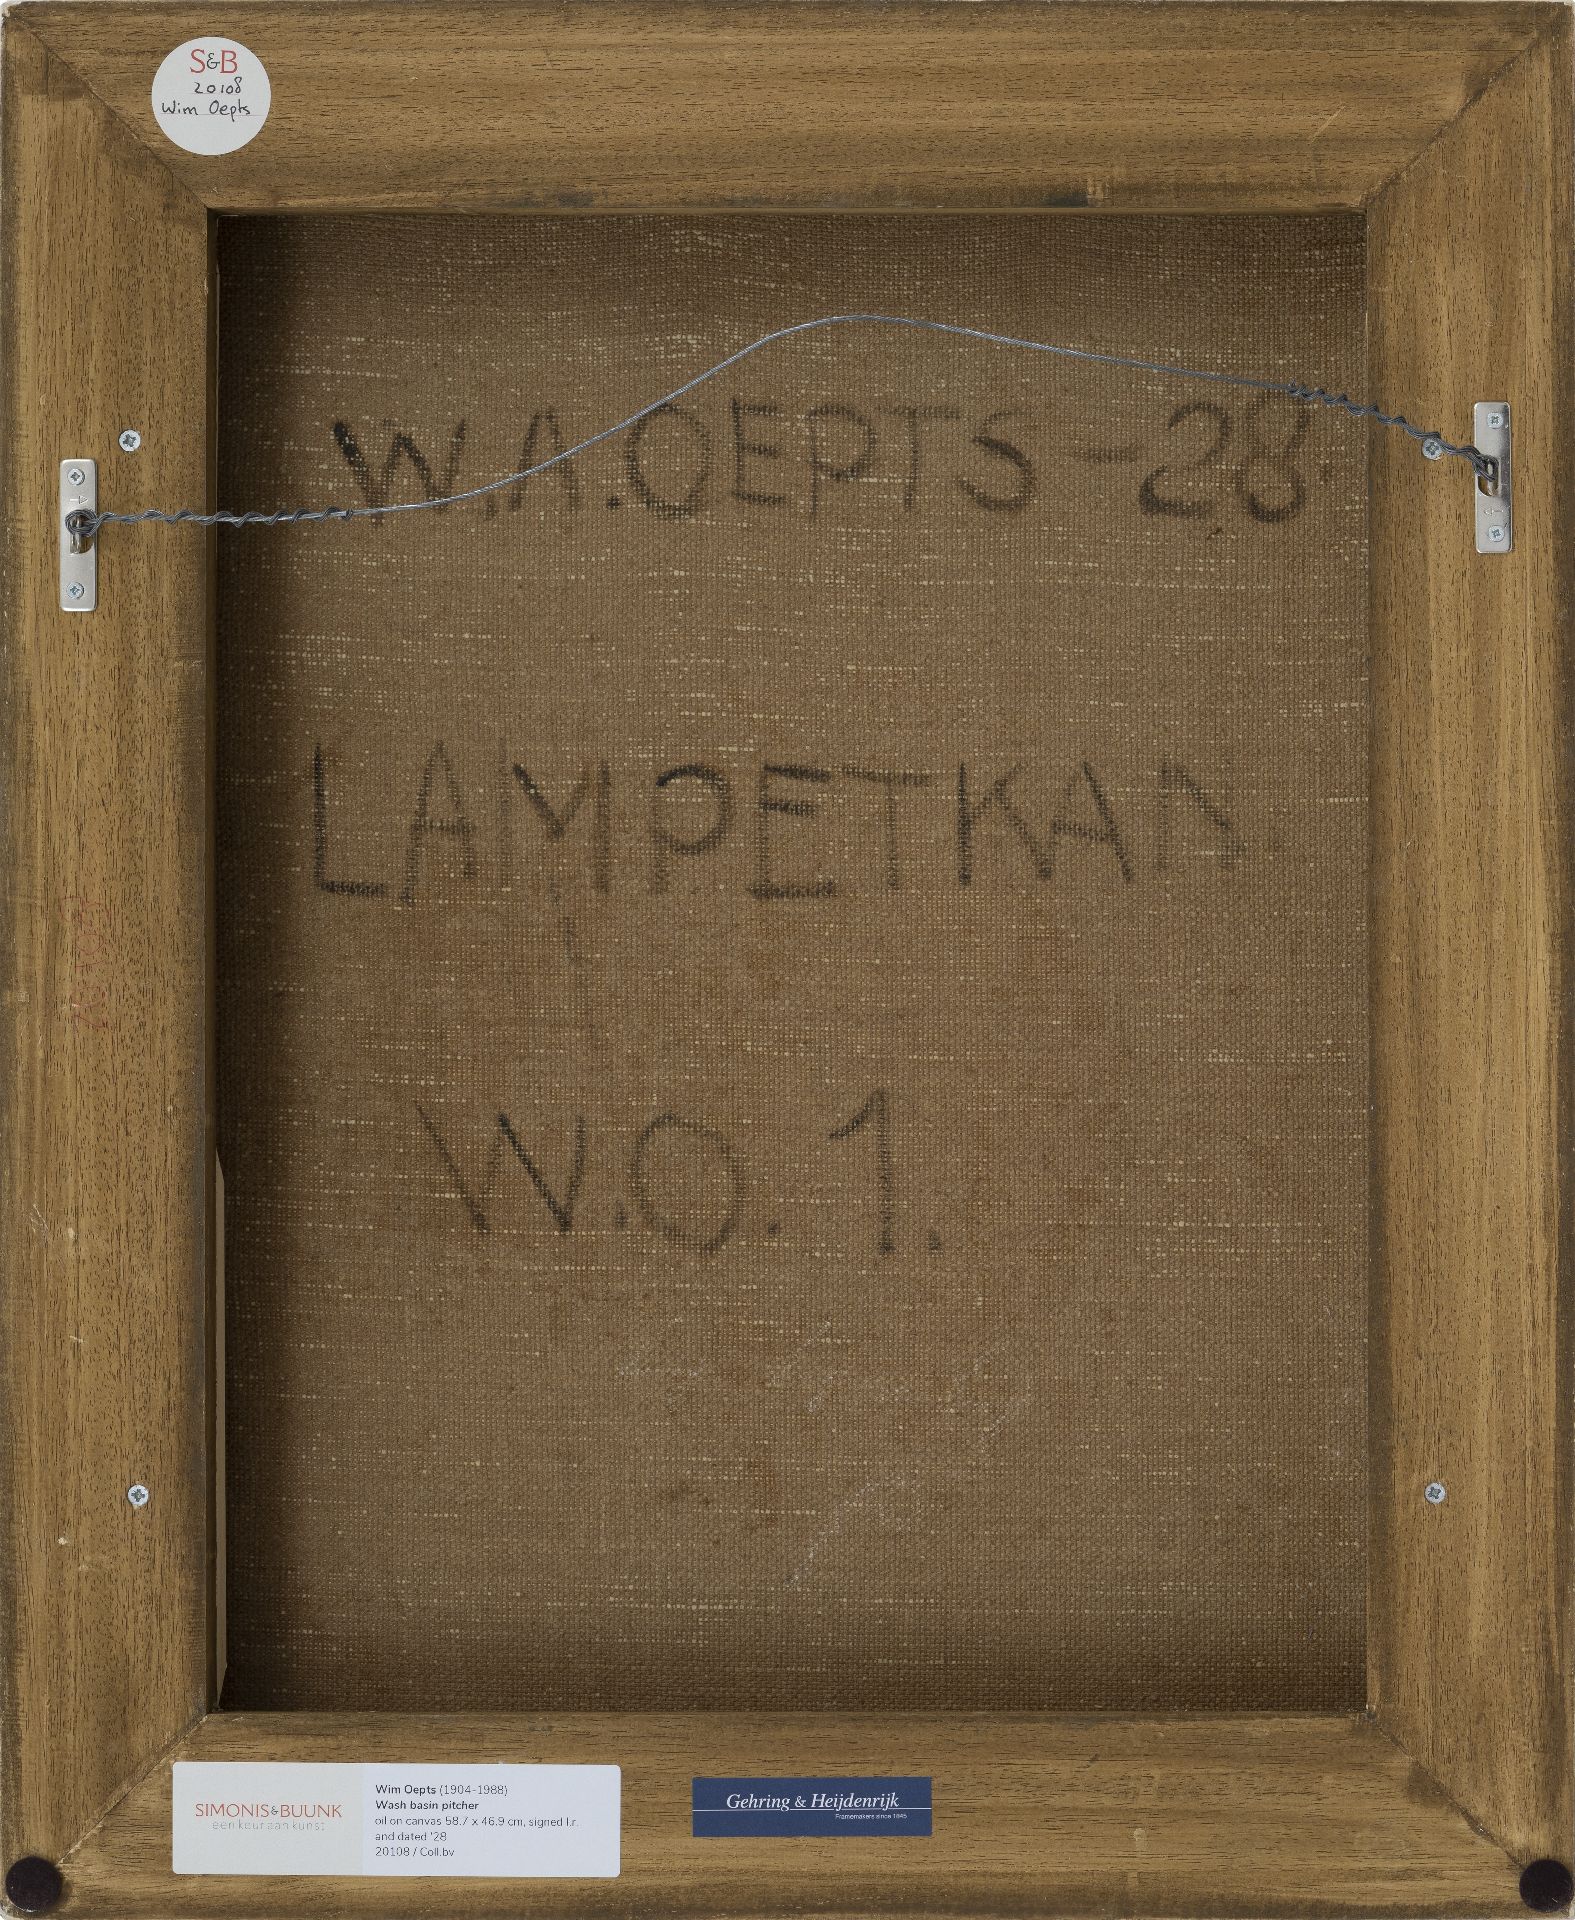 S&B
20108
Wim Oepts
W.A.OEPTS-28.
LAMPETKAN
W.O.1.
20108
SIMONIS&BUUNK
een keur aan kunst
Wim Oepts (1904-1988)
Wash basin pitcher
oil on canvas 58.7 x 46.9 cm, signed l.r.
and dated '28
20108 / Coll.bv
Gehring & Heijdenrijk
Framemakers since 1845